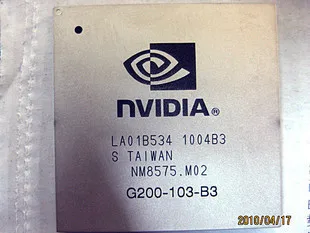 NVIDIA®
LA01B534 1004B3
S TAIWAN
NM8575.M02
G200-103-B3
2010/04/17